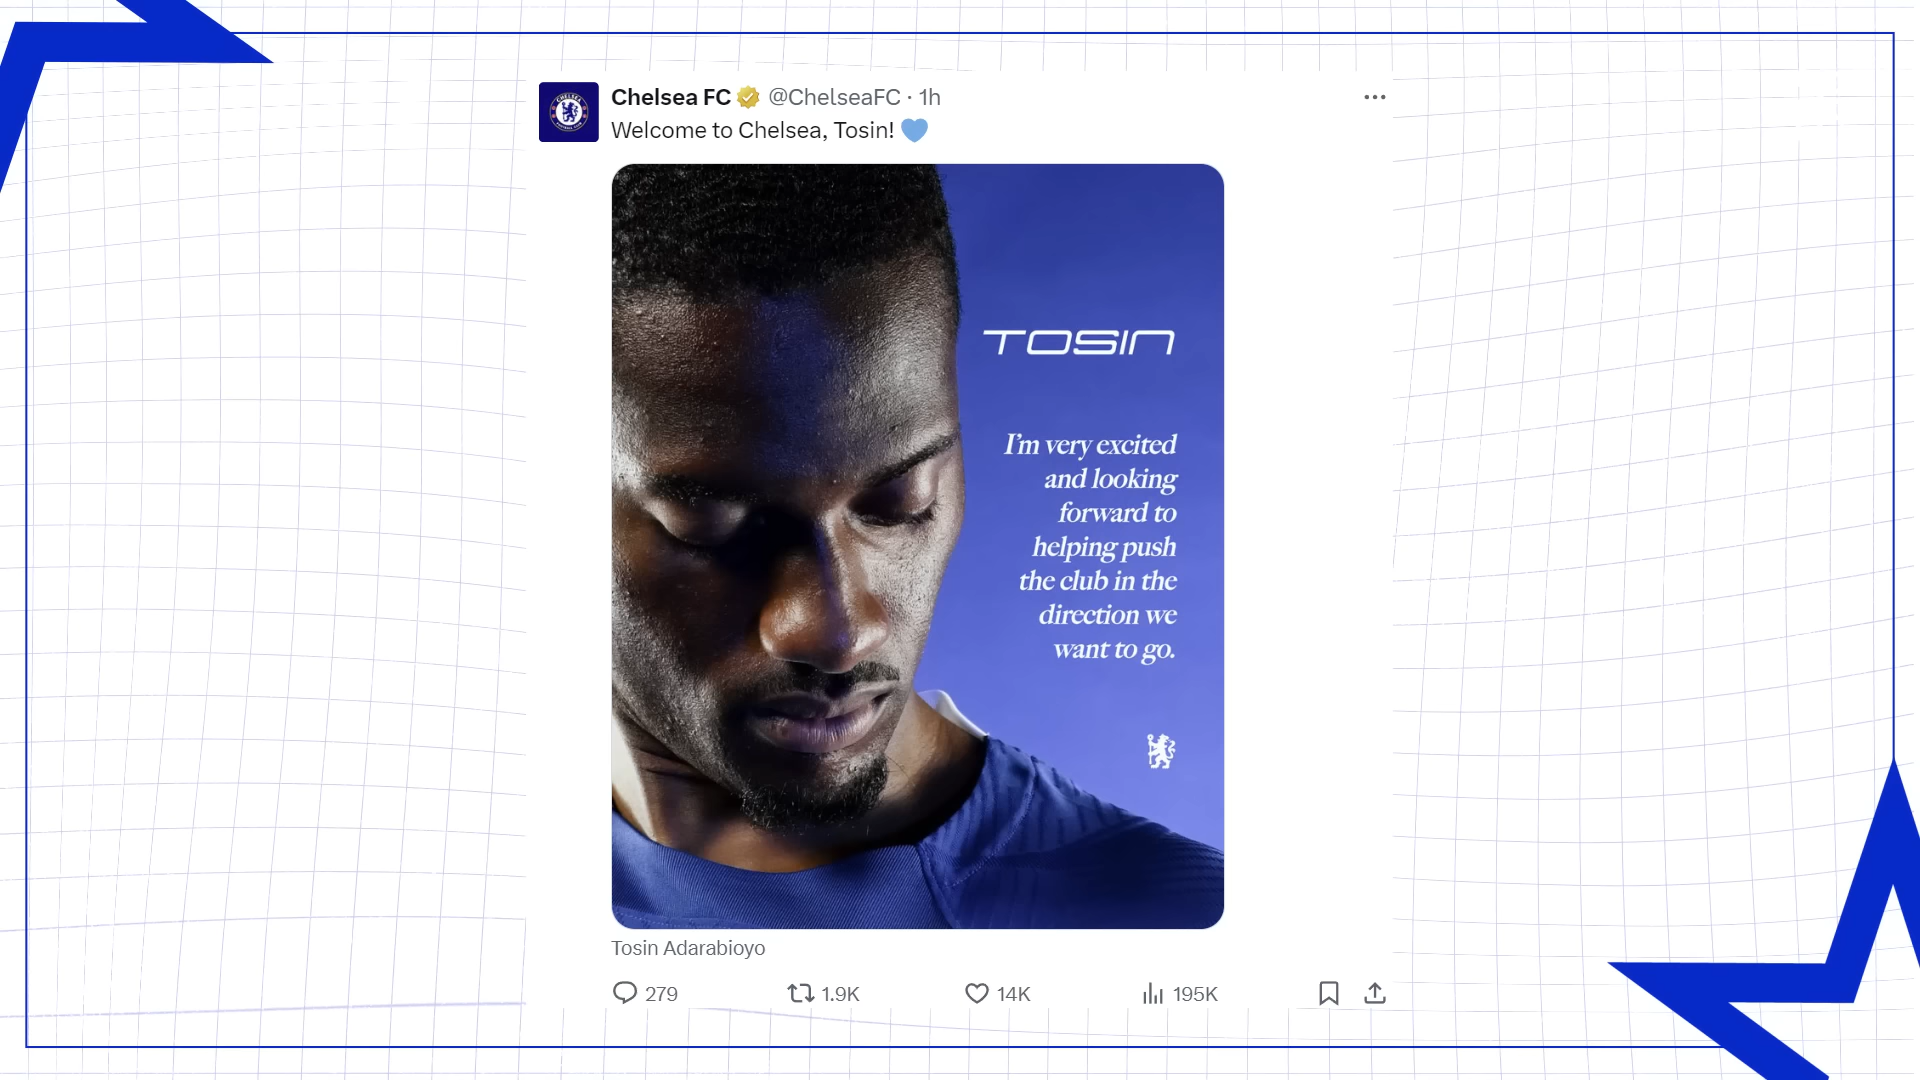 Chelsea FC @ChelseaFC · 1h
Welcome to Chelsea, Tosin! 💙
TOSIN
I'm very excited
and looking
forward to
helping push
the club in the
direction we
want to go.
Tosin Adarabioyo
279 1.9K 14K 195K